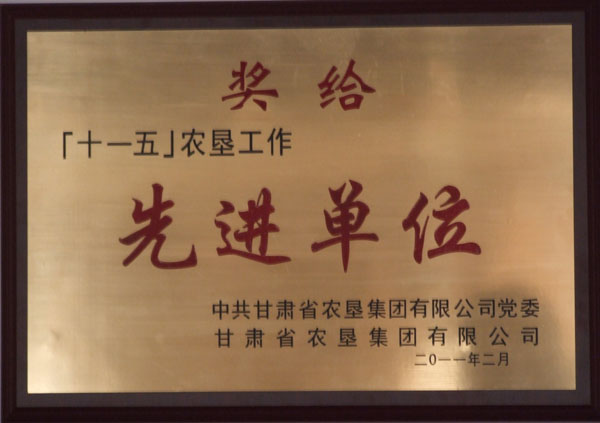 奖给
「十一五」农垦工作
先进单位
中共甘肃省农垦集团有限公司党委
甘肃省农垦集团有限公司
二〇一一年二月